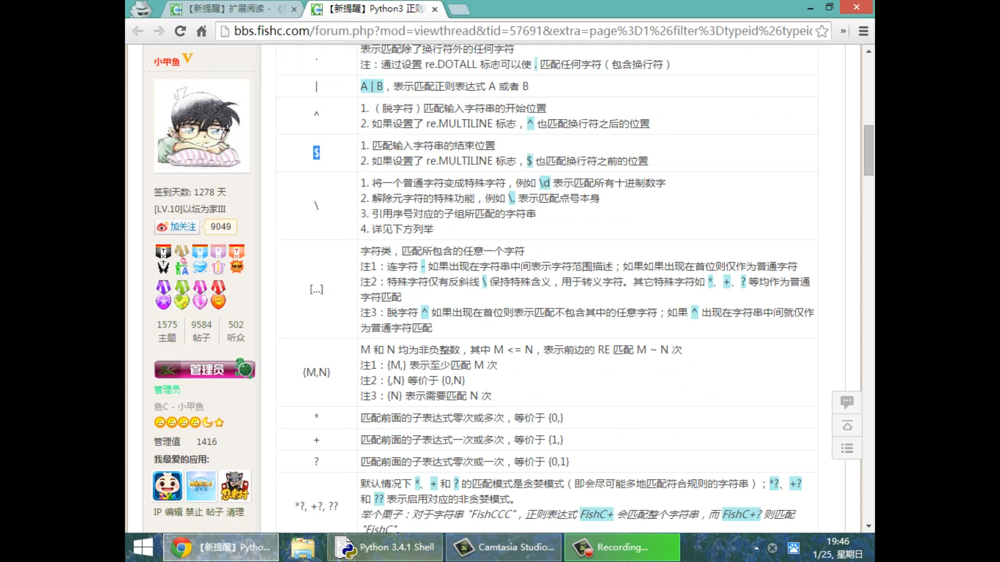 【新提醒】扩展阅读 - 《
【新提醒】Python3 正则
bbs.fishc.com/forum.php?mod=viewthread&tid=57691&extra=page%3D1%26filter%3Dtypeid%26typeic
小甲鱼
签到天数: 1278 天
[LV.10]以坛为家III
加关注 9049
1575 9584 502
主题 帖子 听众
管理员
管理员
鱼C - 小甲鱼
管理值 1416
我最爱的应用:
3366
忍者村
IP 编辑 禁止 帖子 清理
. 表示匹配除了换行符外的任何字符
注：通过设置 re.DOTALL 标志可以使 . 匹配任何字符（包含换行符）
| A | B，表示匹配正则表达式 A 或者 B
^ 1. （脱字符）匹配输入字符串的开始位置
2. 如果设置了 re.MULTILINE 标志，^ 也匹配换行符之后的位置
$ 1. 匹配输入字符串的结束位置
2. 如果设置了 re.MULTILINE 标志，$ 也匹配换行符之前的位置
\ 1. 将一个普通字符变成特殊字符，例如 \d 表示匹配所有十进制数字
2. 解除元字符的特殊功能，例如 \. 表示匹配点号本身
3. 引用序号对应的子组所匹配的字符串
4. 详见下方列举
[...] 字符类，匹配所包含的任意一个字符
注1：连字符 - 如果出现在字符串中间表示字符范围描述；如果如果出现在首位则仅作为普通字符
注2：特殊字符仅有反斜线 \ 保持特殊含义，用于转义字符。其它特殊字符如 *、+、? 等均作为普通
字符匹配
注3：脱字符 ^ 如果出现在首位则表示匹配不包含其中的任意字符；如果 ^ 出现在字符串中间就仅作
为普通字符匹配
{M,N} M 和 N 均为非负整数，其中 M <= N，表示前边的 RE 匹配 M ~ N 次
注1：{M,} 表示至少匹配 M 次
注2：{,N} 等价于 {0,N}
注3：{N} 表示需要匹配 N 次
* 匹配前面的子表达式零次或多次，等价于 {0,}
+ 匹配前面的子表达式一次或多次，等价于 {1,}
? 匹配前面的子表达式零次或一次，等价于 {0,1}
*?, +?, ?? 默认情况下 *、+ 和 ? 的匹配模式是贪婪模式（即会尽可能多地匹配符合规则的字符串）；*?、+?
和 ?? 表示启用对应的非贪婪模式。
举个栗子：对于字符串 "FishCCC"，正则表达式 FishC+ 会匹配整个字符串，而 FishC+? 则匹配
"FishC"。
【新提醒】Pytho...
Python 3.4.1 Shell
Camtasia Studio...
Recording...
19:46
1/25, 星期日